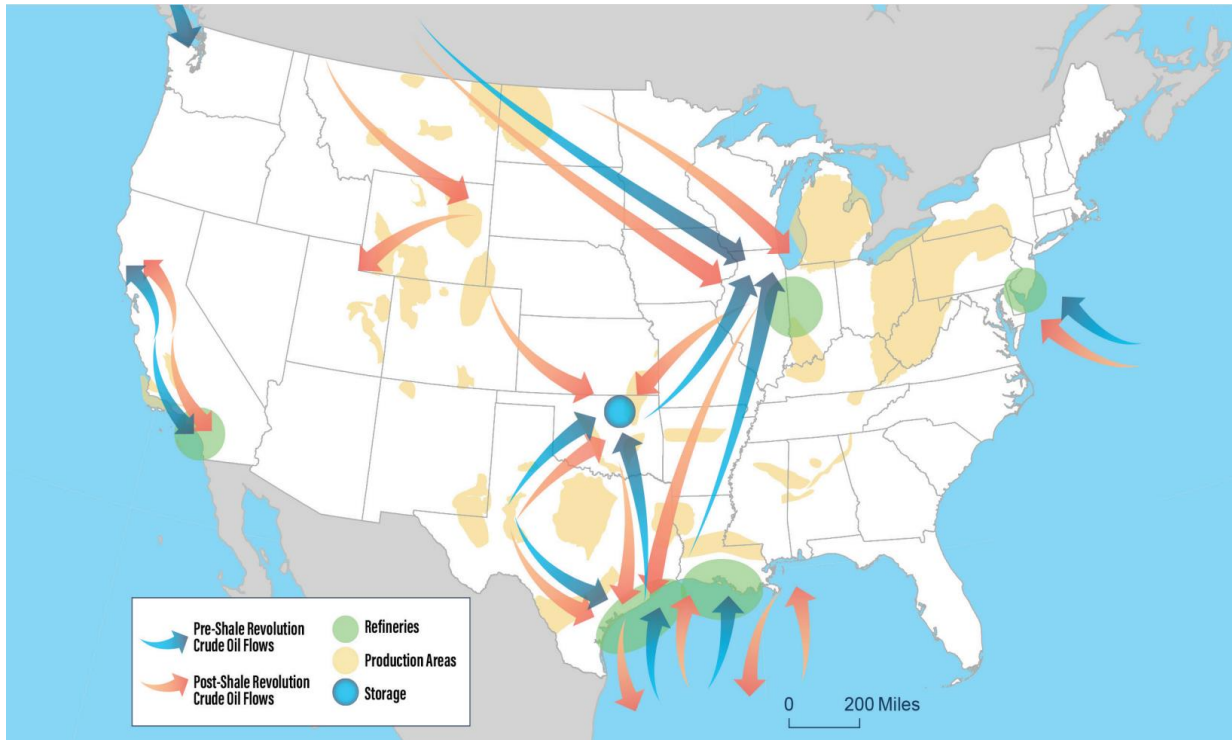 Pre-Shale Revolution
Crude Oil Flows
Post-Shale Revolution
Crude Oil Flows
Refineries
Production Areas
Storage
0 200 Miles